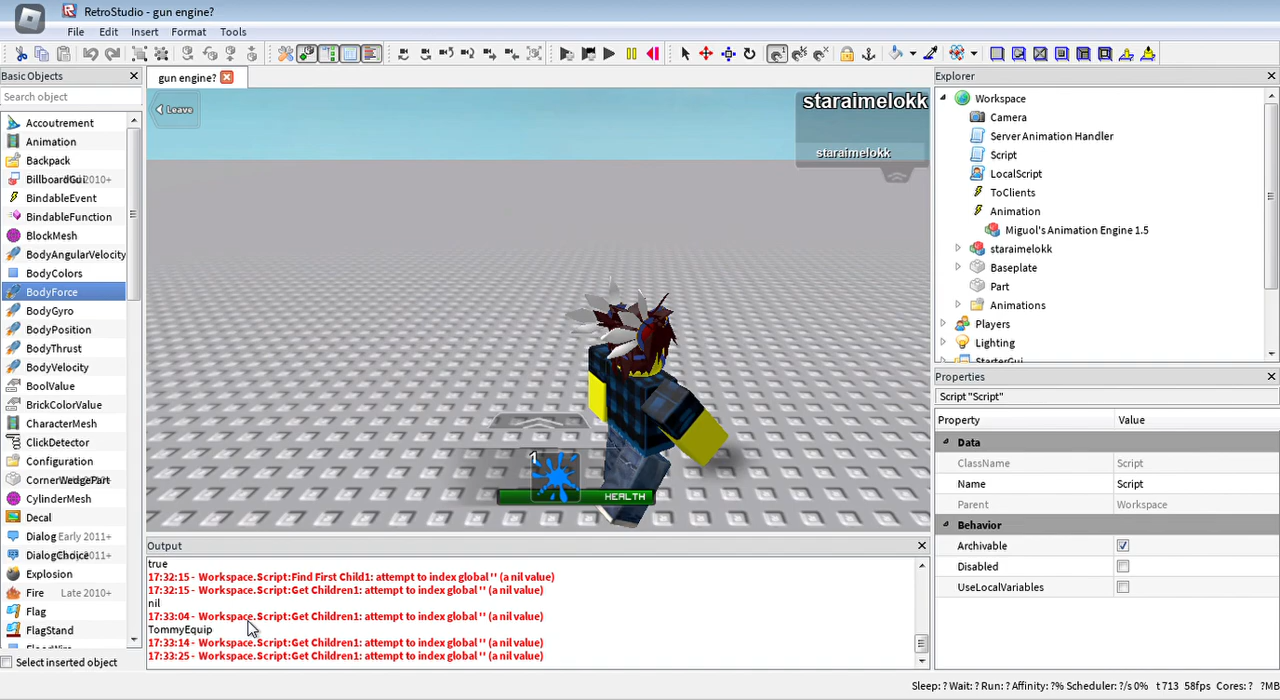 RetroStudio - gun engine?
File Edit Insert Format Tools
Basic Objects
Search object
Accoutrement
Animation
Backpack
BillboardGui 2010+
BindableEvent
BindableFunction
BlockMesh
BodyAngularVelocity
BodyColors
BodyForce
BodyGyro
BodyPosition
BodyThrust
BodyVelocity
BoolValue
BrickColorValue
CharacterMesh
ClickDetector
Configuration
CornerWedgePart
CylinderMesh
Decal
Dialog Early 2011+
DialogChoice 2011+
Explosion
Fire Late 2010+
Flag
FlagStand
Select inserted object
gun engine?
Leave
staraimelokk
staraimelokk
1
HEALTH
Output
true
17:32:15 - Workspace.Script:Find First Child1: attempt to index global '' (a nil value)
17:32:15 - Workspace.Script:Get Children1: attempt to index global '' (a nil value)
nil
17:33:04 - Workspace.Script:Get Children1: attempt to index global '' (a nil value)
TommyEquip
17:33:14 - Workspace.Script:Get Children1: attempt to index global '' (a nil value)
17:33:25 - Workspace.Script:Get Children1: attempt to index global '' (a nil value)
Explorer
Workspace
Camera
Server Animation Handler
Script
LocalScript
ToClients
Animation
Miguol's Animation Engine 1.5
staraimelokk
Baseplate
Part
Animations
Players
Lighting
StarterGui
Properties
Script "Script"
Property Value
Data
ClassName Script
Name Script
Parent Workspace
Behavior
Archivable
Disabled
UseLocalVariables
Sleep: ? Wait: ? Run: ? Affinity: ?% Scheduler: ?/s 0% t 713 58fps Cores: ? ?MB